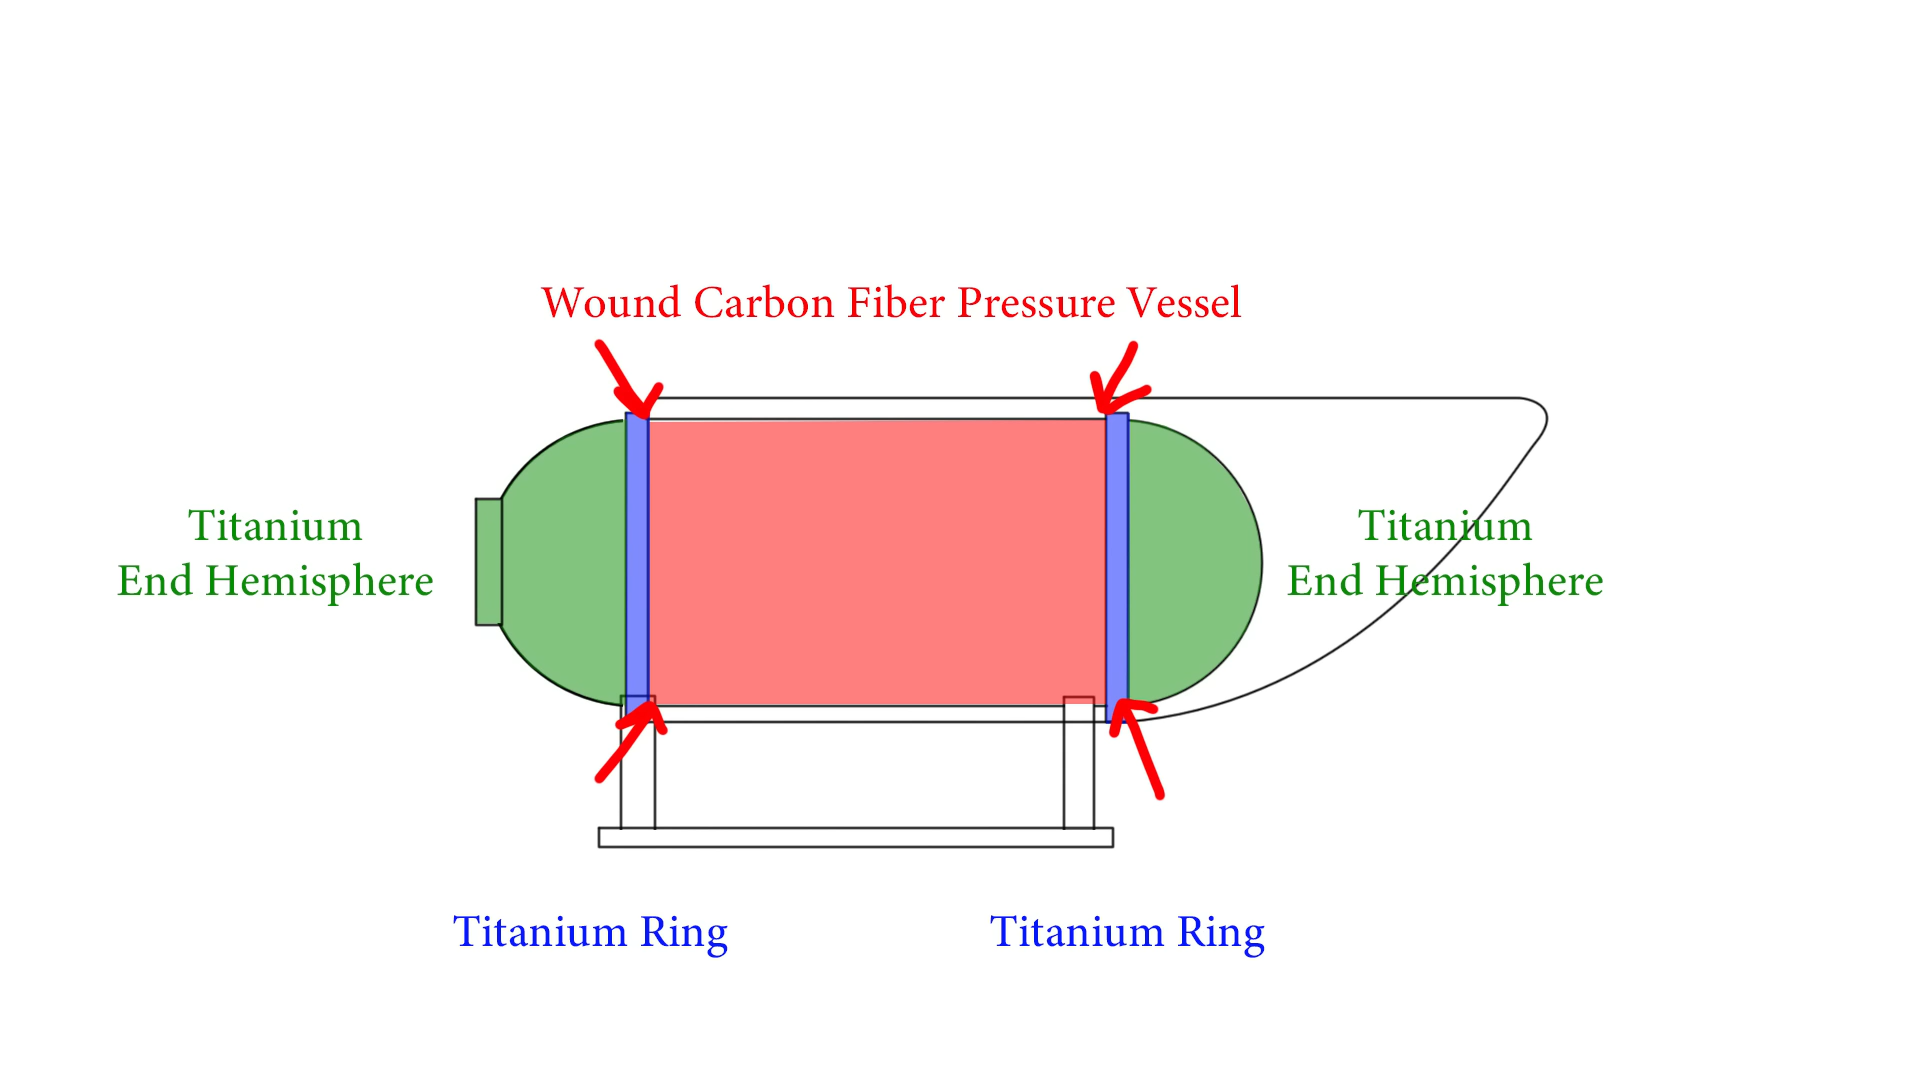 Wound Carbon Fiber Pressure Vessel
Titanium
End Hemisphere
Titanium
End Hemisphere
Titanium Ring
Titanium Ring